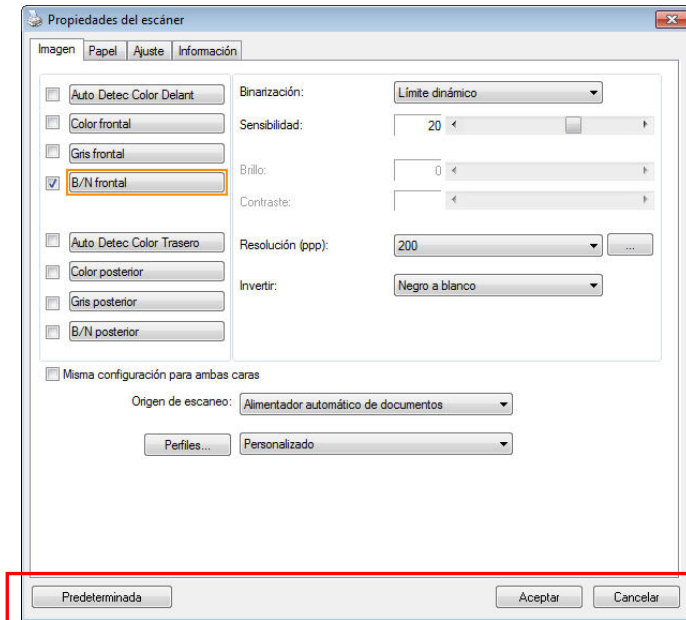 Propiedades del escáner
Imagen Papel Ajuste Información
Auto Detec Color Delant
Color frontal
Gris frontal
B/N frontal
Auto Detec Color Trasero
Color posterior
Gris posterior
B/N posterior
Binarización: Límite dinámico
Sensibilidad: 20
Brillo: 0
Contraste:
Resolución (ppp): 200 ...
Invertir: Negro a blanco
Misma configuración para ambas caras
Origen de escaneo: Alimentador automático de documentos
Perfiles... Personalizado
Predeterminada Aceptar Cancelar